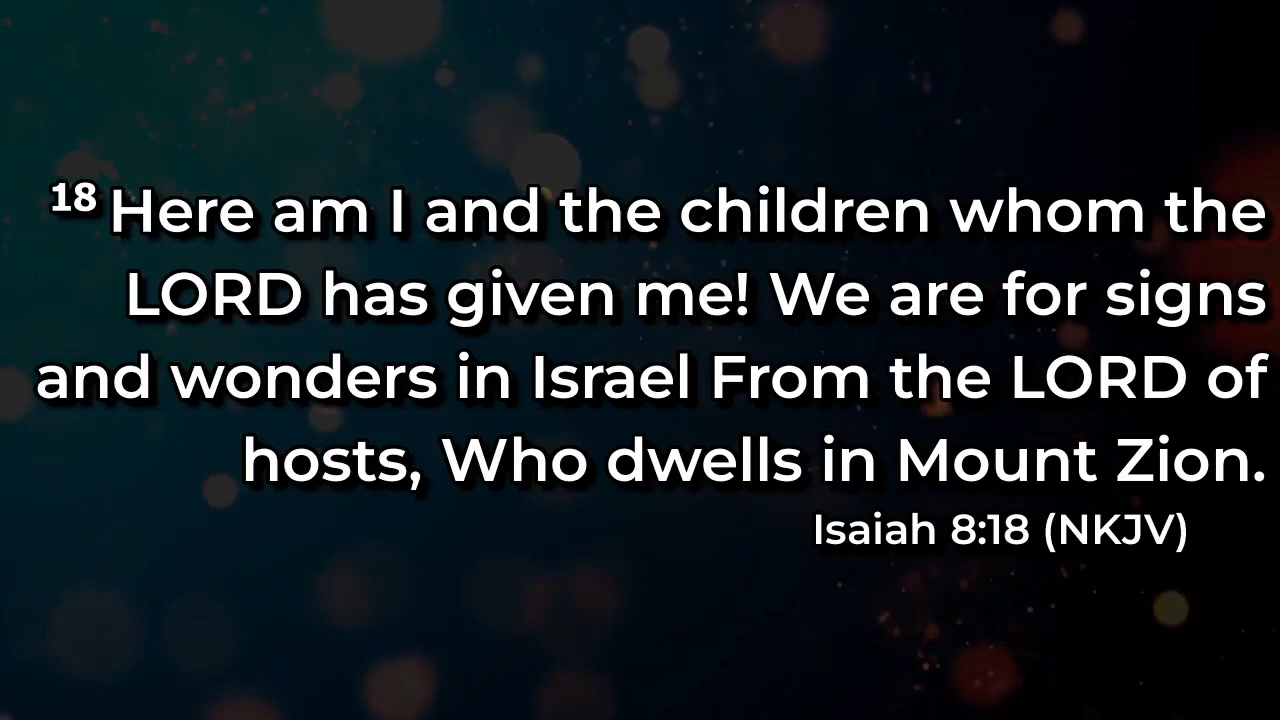 18 Here am I and the children whom the
LORD has given me! We are for signs
and wonders in Israel From the LORD of
hosts, Who dwells in Mount Zion.
Isaiah 8:18 (NKJV)